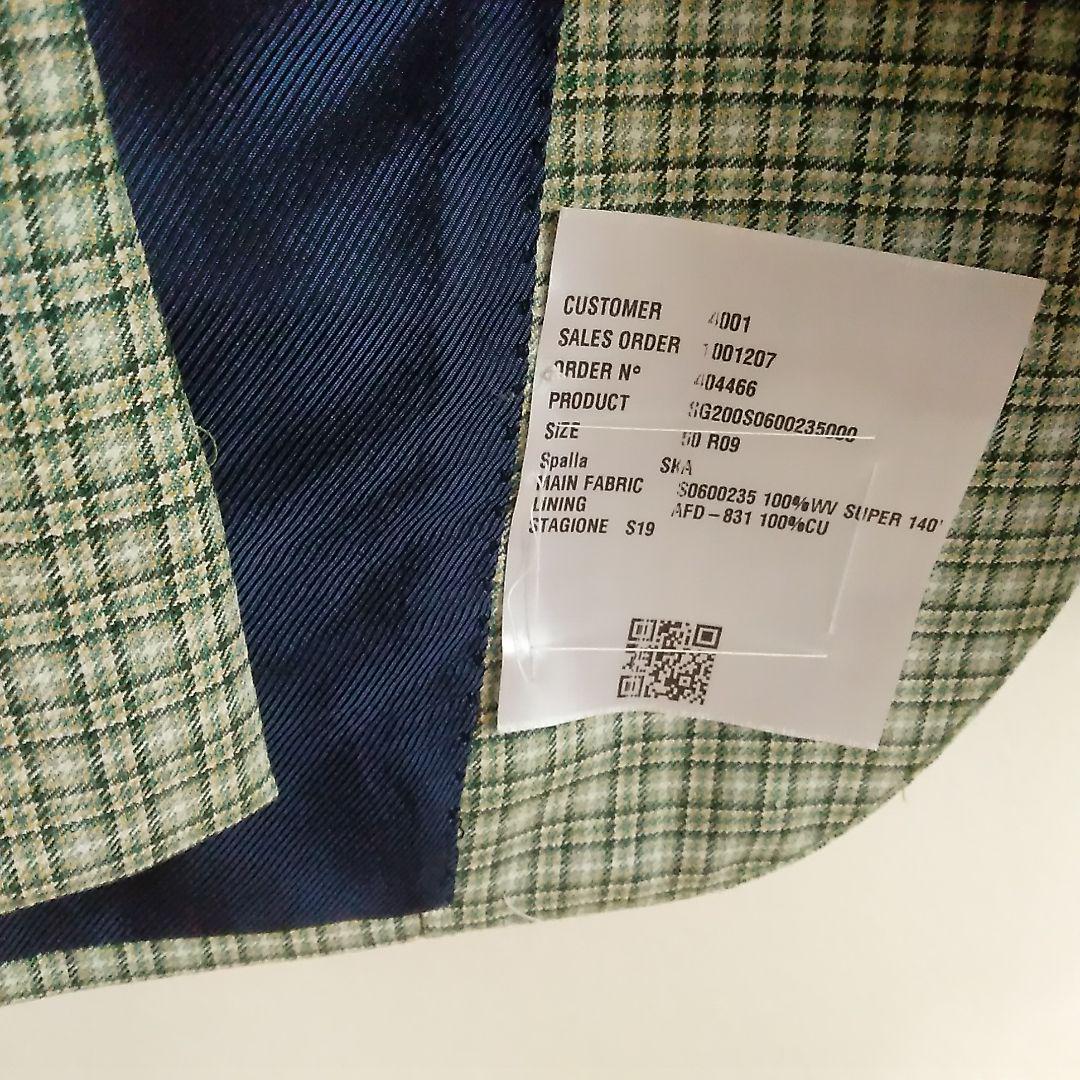 CUSTOMER 4001
SALES ORDER 1001207
ORDER Nº 404466
PRODUCT SG200S0600235000
SIZE R09
Spalla SKA
MAIN FABRIC S0600235 100%WV SUPER 140'
LINING AFD-831 100%CU
STAGIONE S19